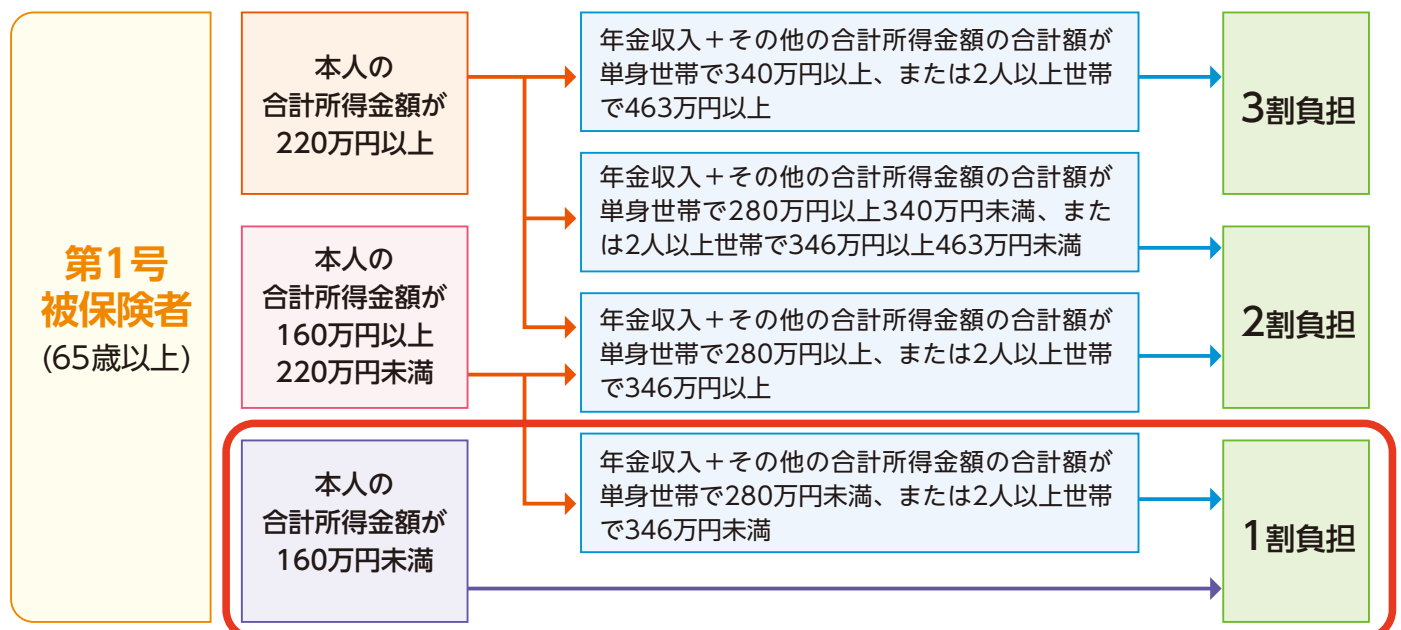 第1号
被保険者
(65歳以上)
本人の
合計所得金額が
220万円以上
年金収入＋その他の合計所得金額の合計額が
単身世帯で340万円以上、または2人以上世帯
で463万円以上
3割負担
年金収入＋その他の合計所得金額の合計額が
単身世帯で280万円以上340万円未満、また
は2人以上世帯で346万円以上463万円未満
本人の
合計所得金額が
160万円以上
220万円未満
年金収入＋その他の合計所得金額の合計額が
単身世帯で280万円以上、または2人以上世帯
で346万円以上
2割負担
本人の
合計所得金額が
160万円未満
年金収入＋その他の合計所得金額の合計額が
単身世帯で280万円未満、または2人以上世帯
で346万円未満
1割負担